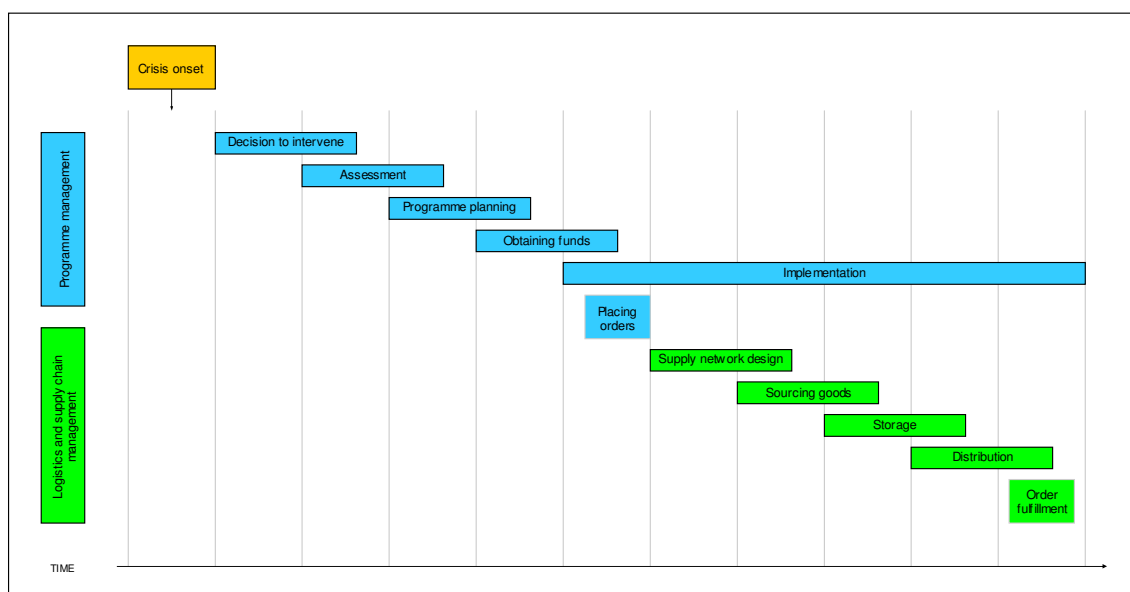 Crisis onset
Programme management
Decision to intervene
Assessment
Programme planning
Obtaining funds
Implementation
Placing
orders
Logistics and supply chain
management
Supply network design
Sourcing goods
Storage
Distribution
Order
fulfillment
TIME